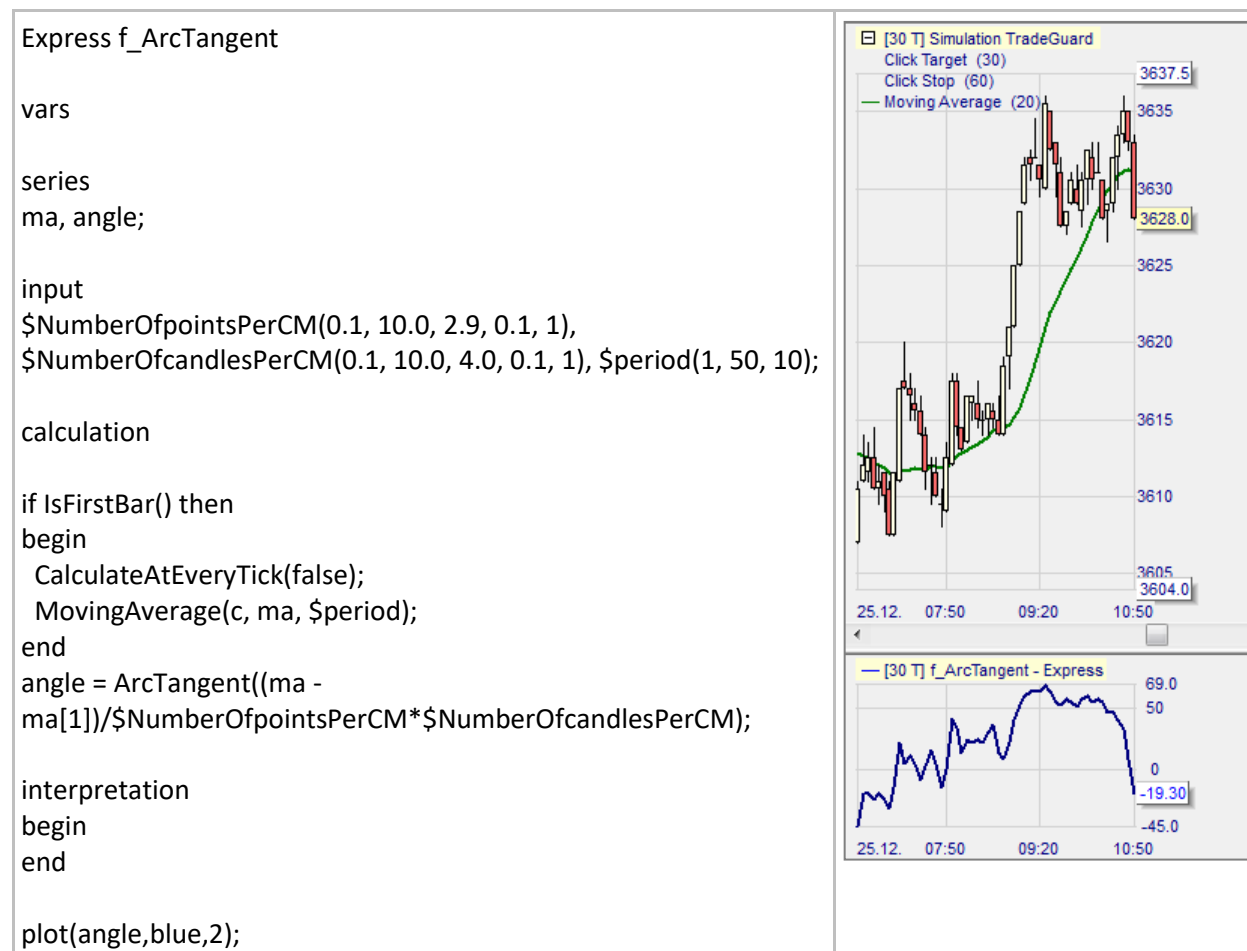 Express f_ArcTangent
vars
series
ma, angle;
input
$NumberOfpointsPerCM(0.1, 10.0, 2.9, 0.1, 1),
$NumberOfcandlesPerCM(0.1, 10.0, 4.0, 0.1, 1), $period(1, 50, 10);
calculation
if IsFirstBar() then
begin
CalculateAtEveryTick(false);
MovingAverage(c, ma, $period);
end
angle = ArcTangent((ma -
ma[1])/$NumberOfpointsPerCM*$NumberOfcandlesPerCM);
interpretation
begin
end
plot(angle,blue,2);
[30 T] Simulation TradeGuard
Click Target (30)
Click Stop (60)
Moving Average (20)
3637.5
3635
3630
3628.0
3625
3620
3615
3610
3605
3604.0
25.12. 07:50 09:20 10:50
[30 T] f_ArcTangent - Express
69.0
50
0
-19.30
-45.0
25.12. 07:50 09:20 10:50